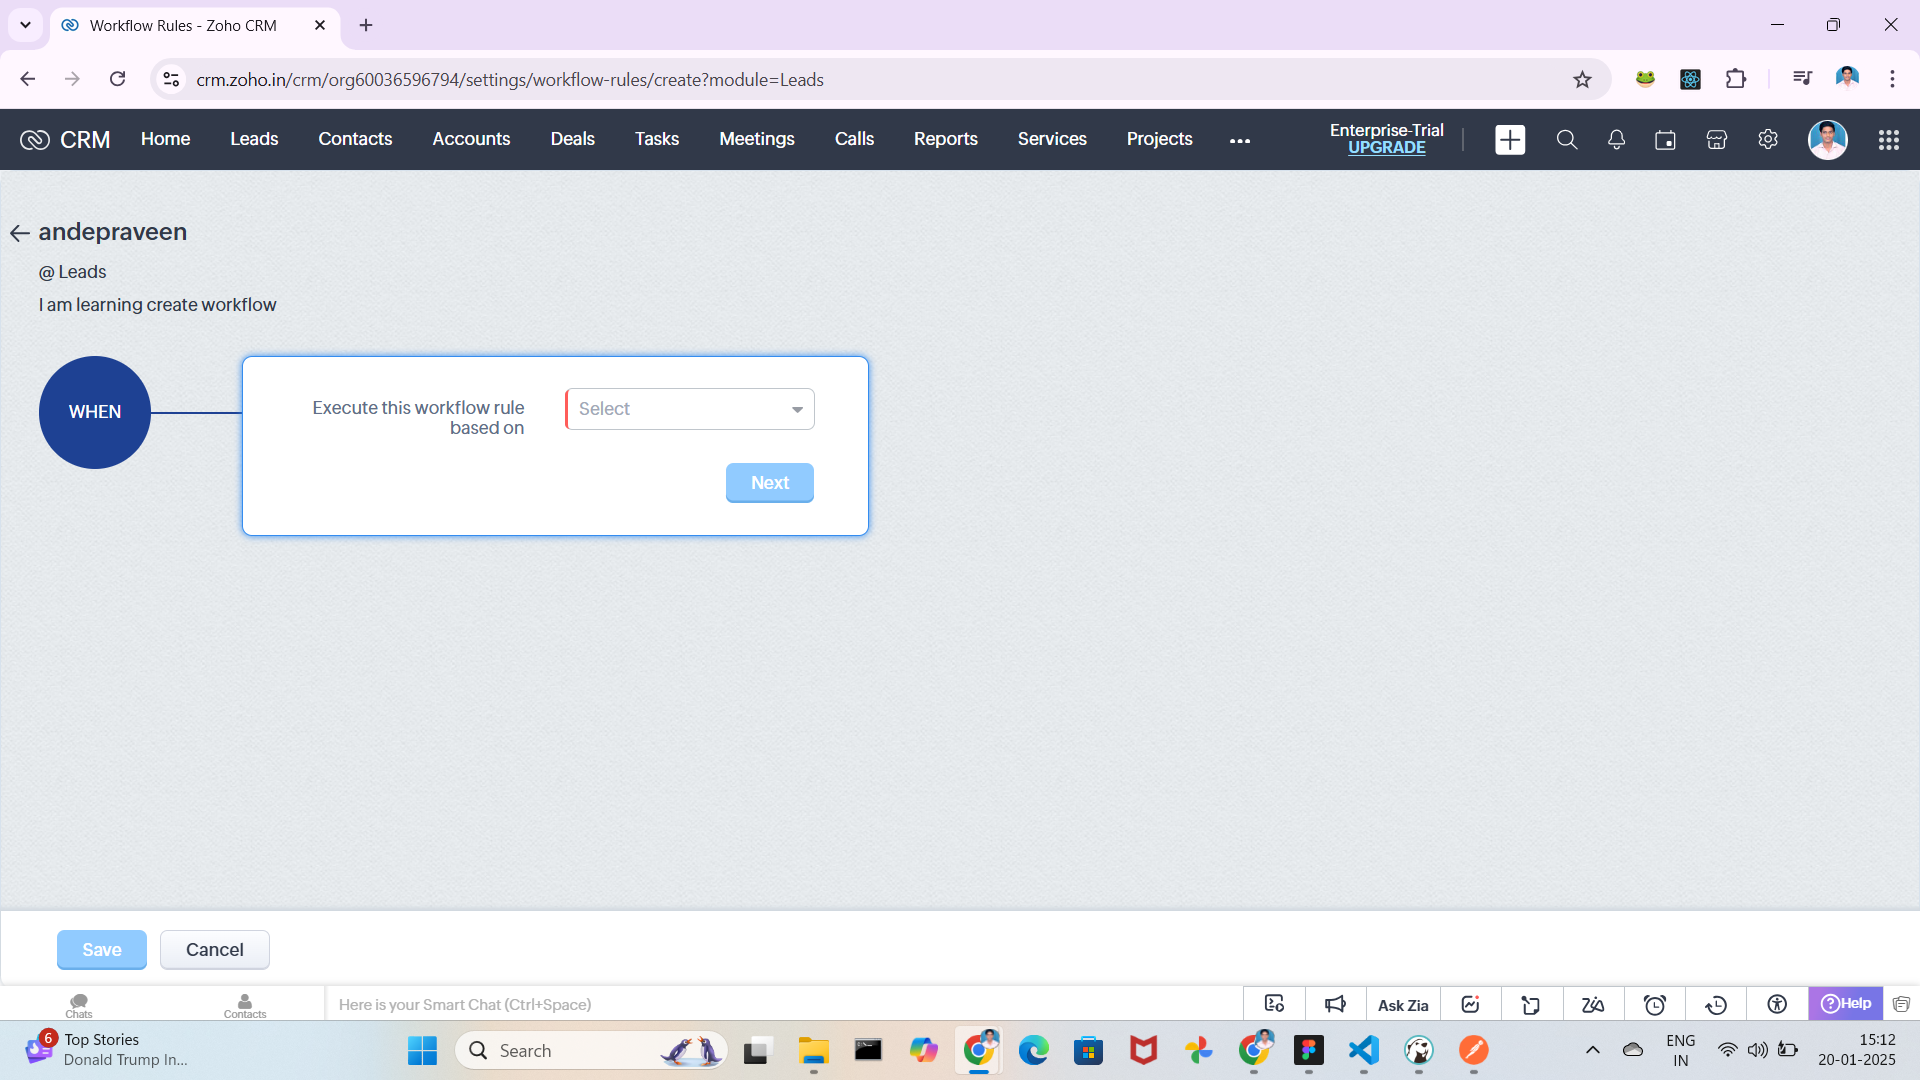 Workflow Rules - Zoho CRM
crm.zoho.in/crm/org60036596794/settings/workflow-rules/create?module=Leads
CRM
Home
Leads
Contacts
Accounts
Deals
Tasks
Meetings
Calls
Reports
Services
Projects
Enterprise-Trial
UPGRADE
andepraveen
@ Leads
I am learning create workflow
WHEN
Execute this workflow rule
based on
Select
Next
Save
Cancel
Chats
Contacts
Here is your Smart Chat (Ctrl+Space)
Ask Zia
Help
6
Top Stories
Donald Trump In...
Search
ENG
IN
15:12
20-01-2025